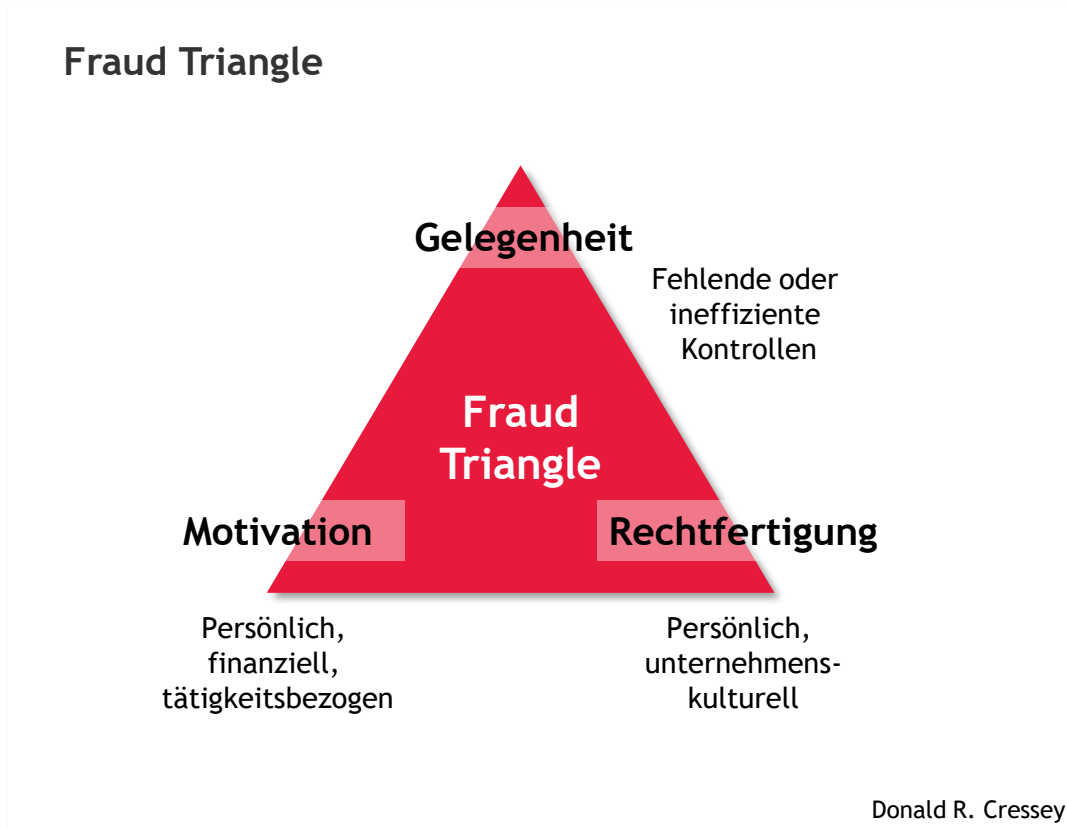 Fraud Triangle
Gelegenheit
Fehlende oder
ineffiziente
Kontrollen
Fraud
Triangle
Motivation
Rechtfertigung
Persönlich,
finanziell,
tätigkeitsbezogen
Persönlich,
unternehmens-
kulturell
Donald R. Cressey